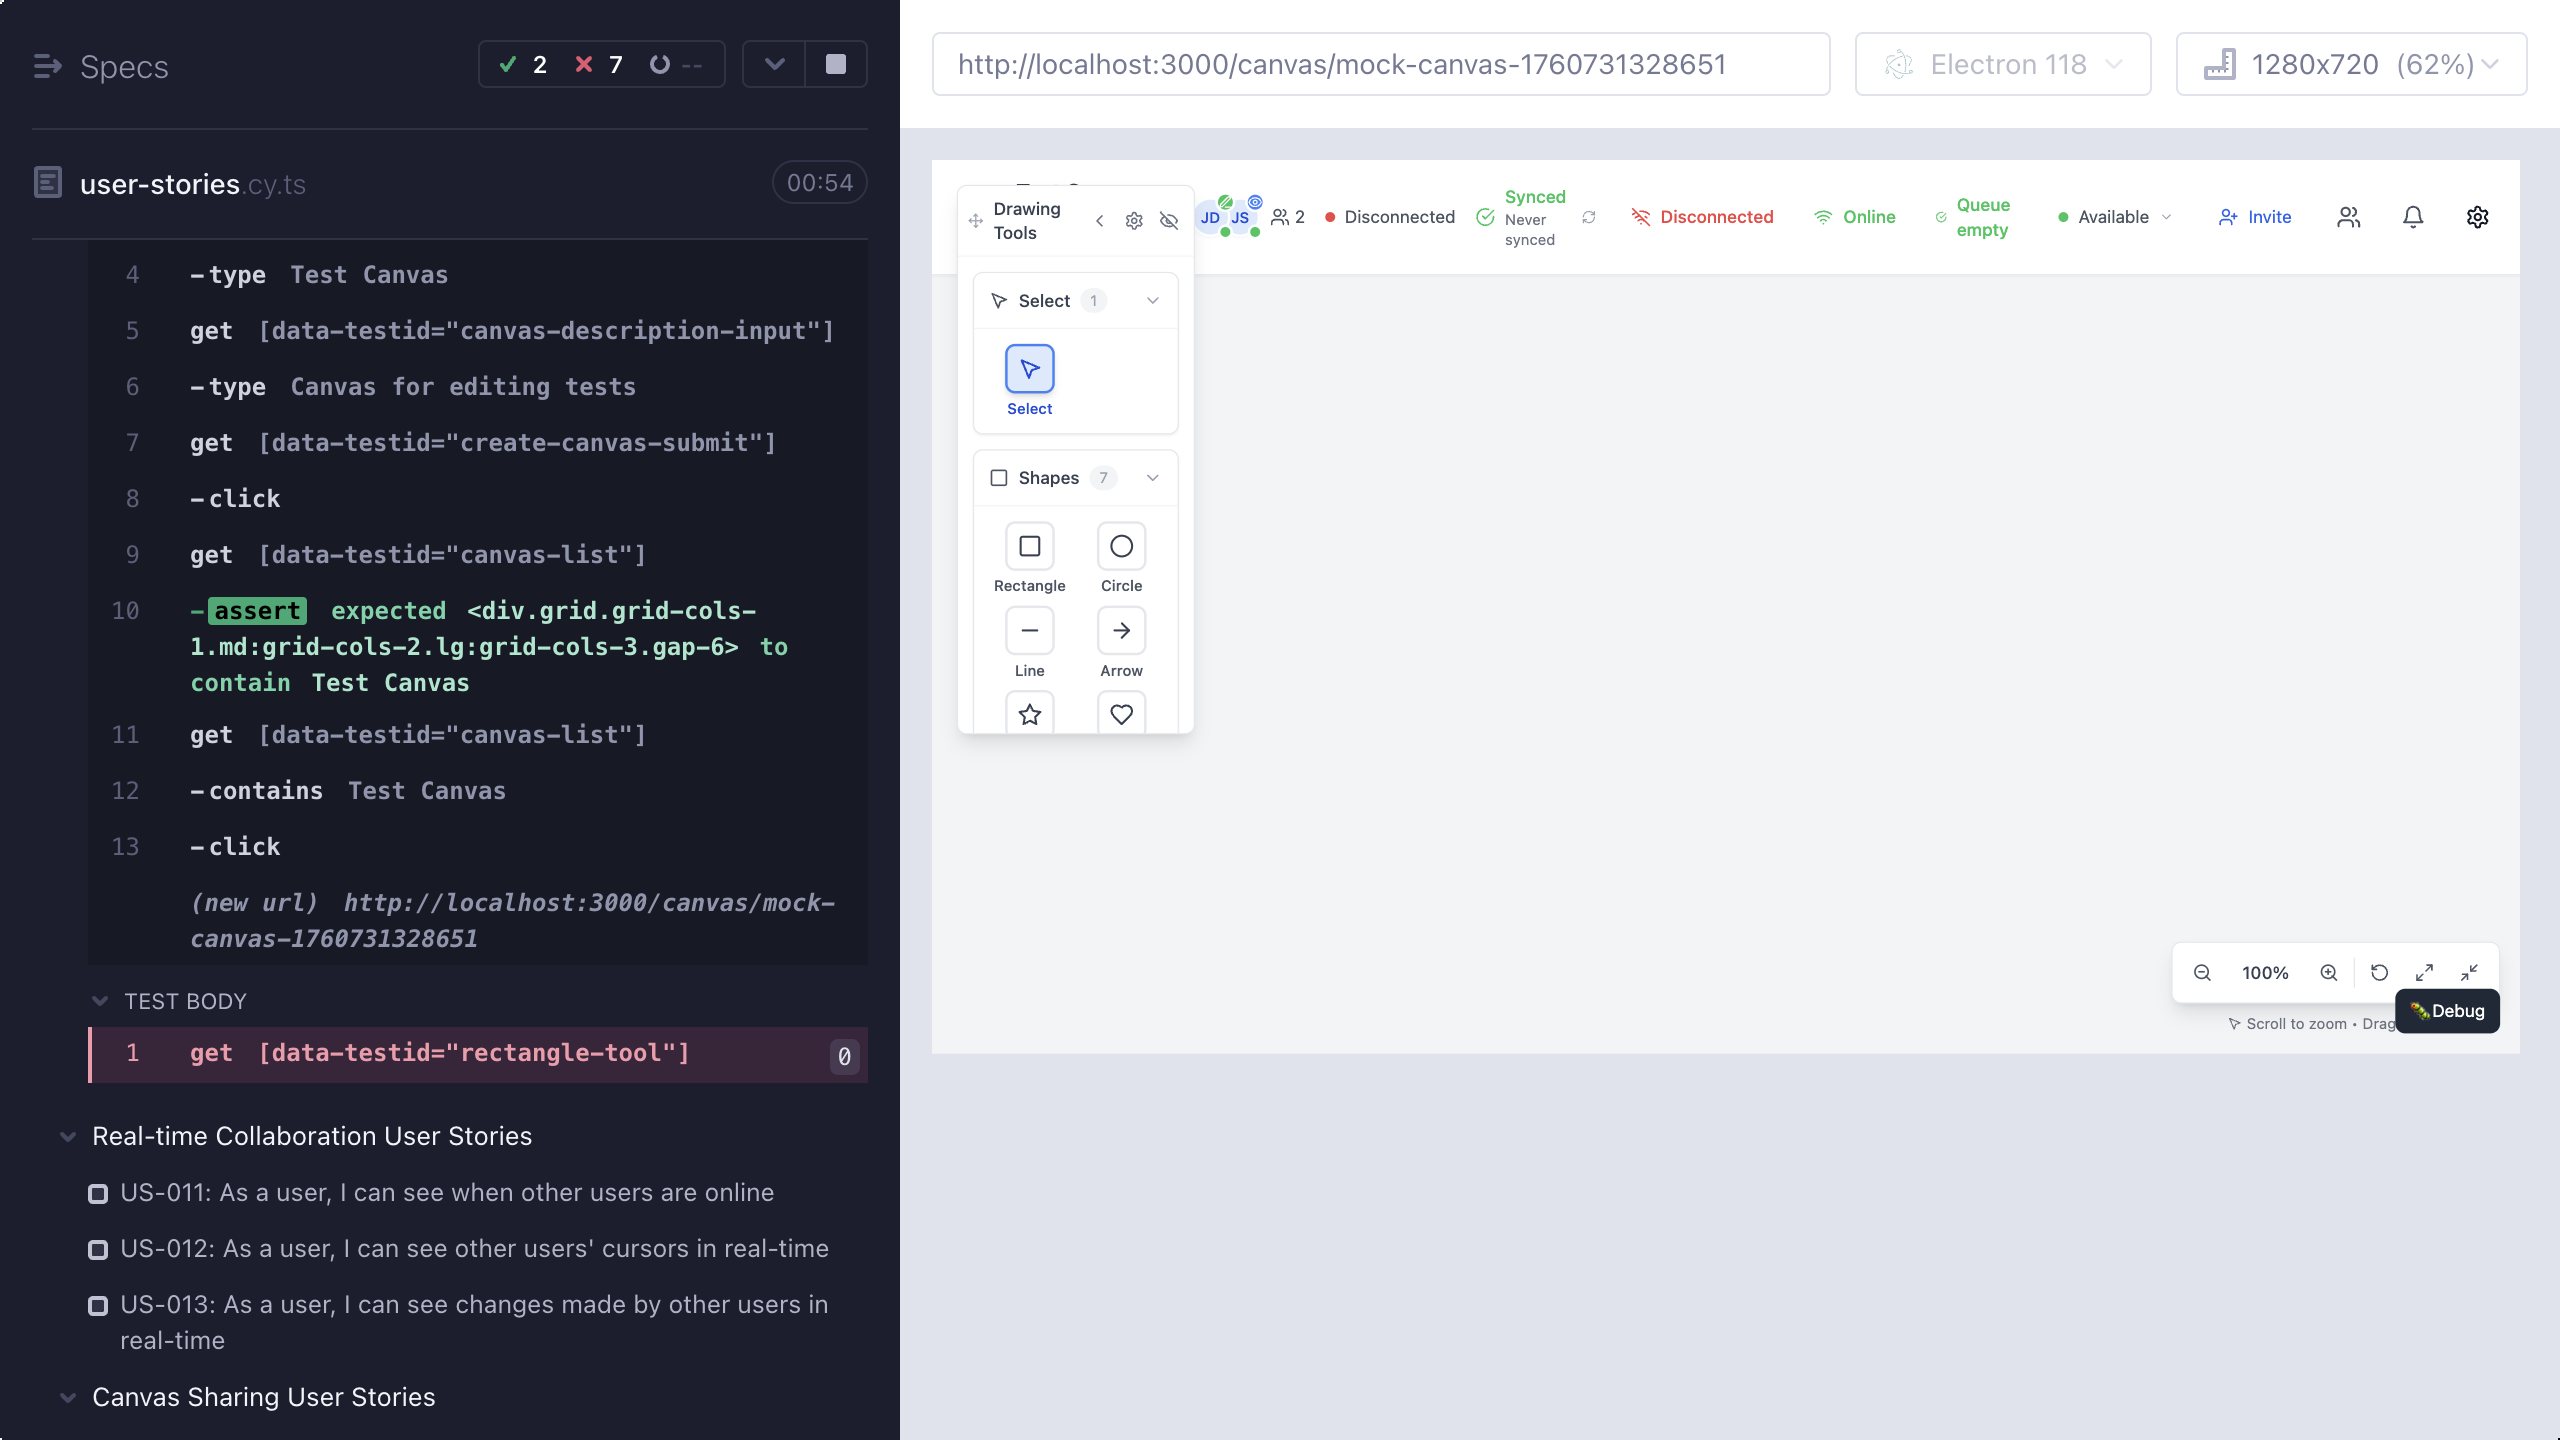 Specs
2
7
--
user-stories.cy.ts
00:54
4 -type Test Canvas
5 get [data-testid="canvas-description-input"]
6 -type Canvas for editing tests
7 get [data-testid="create-canvas-submit"]
8 -click
9 get [data-testid="canvas-list"]
10 -assert expected <div.grid.grid-cols-
1.md:grid-cols-2.lg:grid-cols-3.gap-6> to
contain Test Canvas
11 get [data-testid="canvas-list"]
12 -contains Test Canvas
13 -click
(new url) http://localhost:3000/canvas/mock-
canvas-1760731328651
TEST BODY
1 get [data-testid="rectangle-tool"] 0
Real-time Collaboration User Stories
US-011: As a user, I can see when other users are online
US-012: As a user, I can see other users' cursors in real-time
US-013: As a user, I can see changes made by other users in
real-time
Canvas Sharing User Stories
http://localhost:3000/canvas/mock-canvas-1760731328651
Electron 118
1280x720 (62%)
Drawing
Tools
JD
JS
2
Disconnected
Synced
Never
synced
Disconnected
Online
Queue
empty
Available
Invite
Select 1
Select
Shapes 7
Rectangle
Circle
Line
Arrow
100%
Scroll to zoom • Drag
Debug